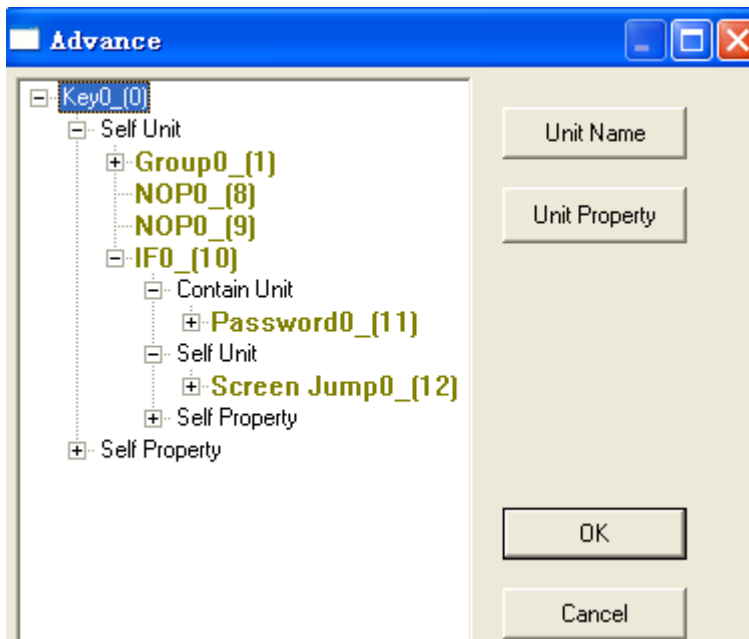 Advance
Key0_(0)
Self Unit
Group0_(1)
NOP0_(8)
NOP0_(9)
IF0_(10)
Contain Unit
Password0_(11)
Self Unit
Screen Jump0_(12)
Self Property
Self Property
Unit Name
Unit Property
OK
Cancel